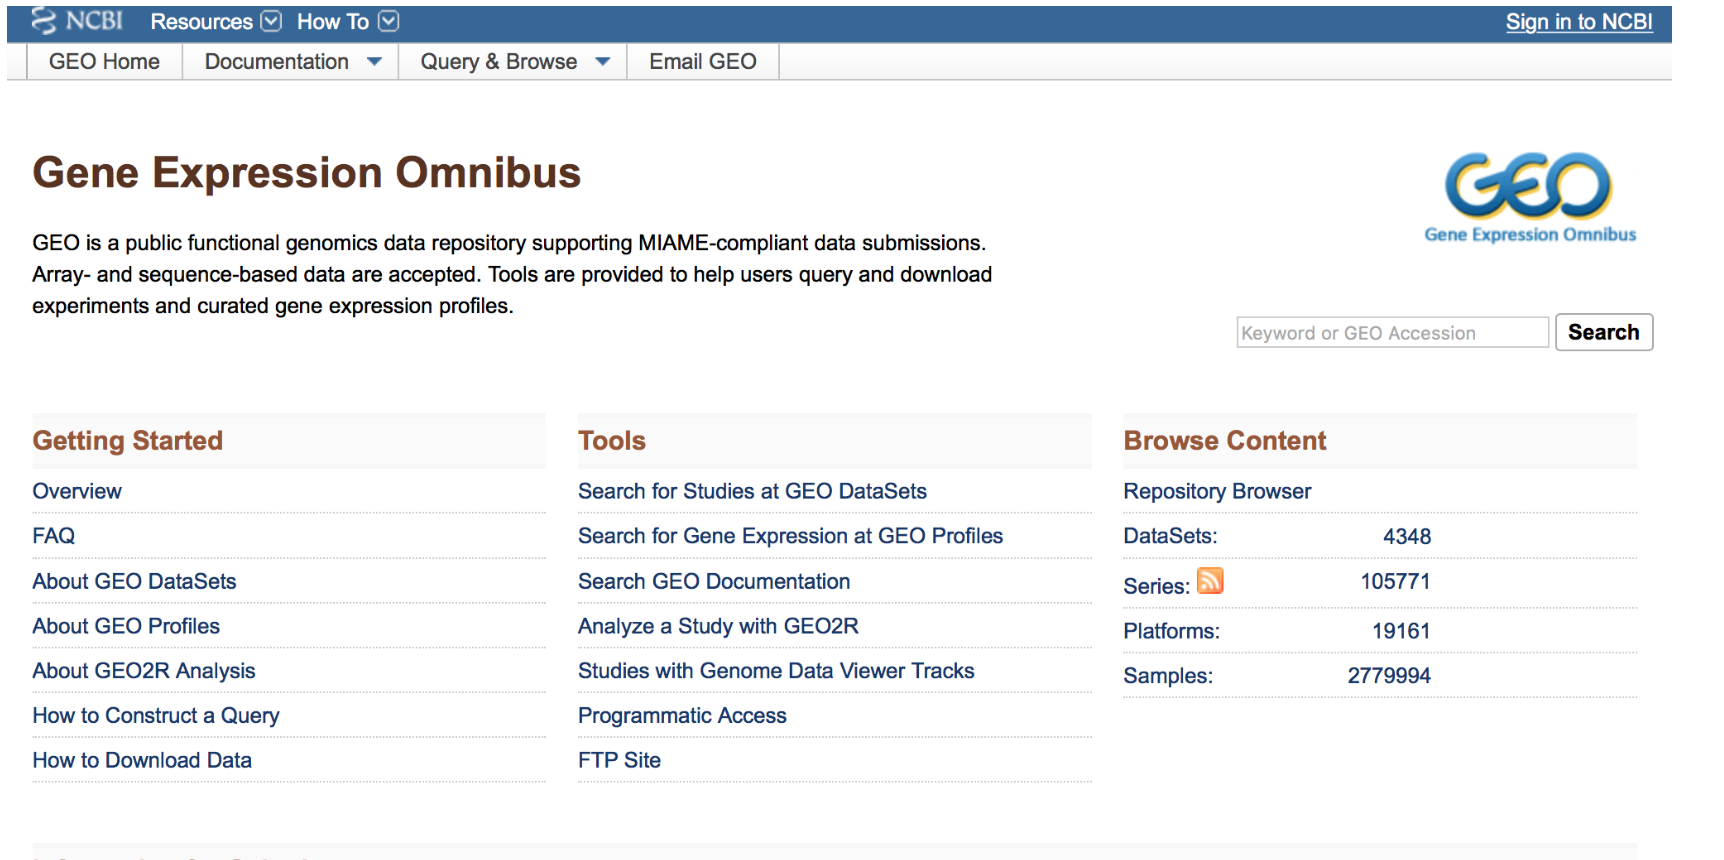 NCBI Resources How To Sign in to NCBI
GEO Home Documentation Query & Browse Email GEO
Gene Expression Omnibus
GEO
Gene Expression Omnibus
GEO is a public functional genomics data repository supporting MIAME-compliant data submissions.
Array- and sequence-based data are accepted. Tools are provided to help users query and download
experiments and curated gene expression profiles.
Keyword or GEO Accession Search
Getting Started
Overview
FAQ
About GEO DataSets
About GEO Profiles
About GEO2R Analysis
How to Construct a Query
How to Download Data
Tools
Search for Studies at GEO DataSets
Search for Gene Expression at GEO Profiles
Search GEO Documentation
Analyze a Study with GEO2R
Studies with Genome Data Viewer Tracks
Programmatic Access
FTP Site
Browse Content
Repository Browser
DataSets: 4348
Series: 105771
Platforms: 19161
Samples: 2779994